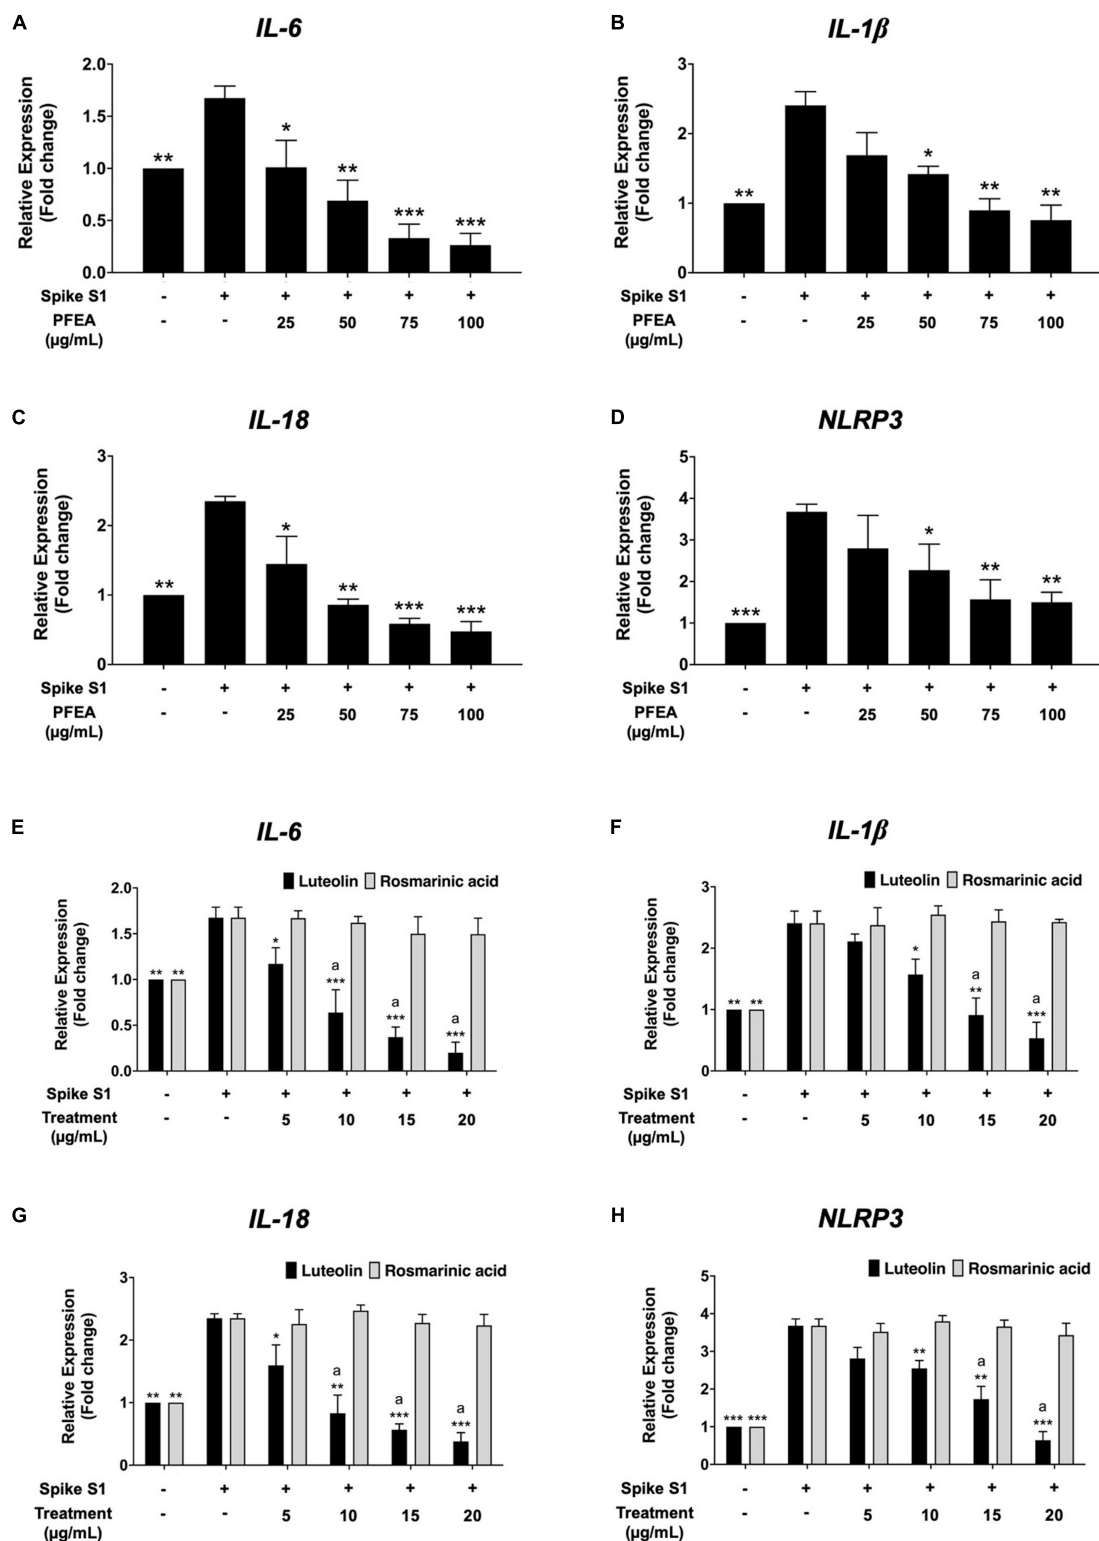 A
IL-6
Relative Expression
(Fold change)
2.0
1.5
1.0
0.5
0.0
** * ** *** ***
Spike S1 - + + + + +
PFEA - - 25 50 75 100
(µg/mL)
B
IL-1β
Relative Expression
(Fold change)
3
2
1
0
** * ** **
Spike S1 - + + + + +
PFEA - - 25 50 75 100
(µg/mL)
C
IL-18
Relative Expression
(Fold change)
3
2
1
0
** * ** *** ***
Spike S1 - + + + + +
PFEA - - 25 50 75 100
(µg/mL)
D
NLRP3
Relative Expression
(Fold change)
5
4
3
2
1
0
*** * ** **
Spike S1 - + + + + +
PFEA - - 25 50 75 100
(µg/mL)
E
IL-6
Luteolin Rosmarinic acid
Relative Expression
(Fold change)
2.0
1.5
1.0
0.5
0.0
a a a
** ** * *** *** ***
Spike S1 - + + + + +
Treatment - - 5 10 15 20
(µg/mL)
F
IL-1β
Luteolin Rosmarinic acid
Relative Expression
(Fold change)
3
2
1
0
a a
** ** * ** ***
Spike S1 - + + + + +
Treatment - - 5 10 15 20
(µg/mL)
G
IL-18
Luteolin Rosmarinic acid
Relative Expression
(Fold change)
3
2
1
0
a a a
** ** * ** *** ***
Spike S1 - + + + + +
Treatment - - 5 10 15 20
(µg/mL)
H
NLRP3
Luteolin Rosmarinic acid
Relative Expression
(Fold change)
5
4
3
2
1
0
a a
*** *** ** ** ***
Spike S1 - + + + + +
Treatment - - 5 10 15 20
(µg/mL)